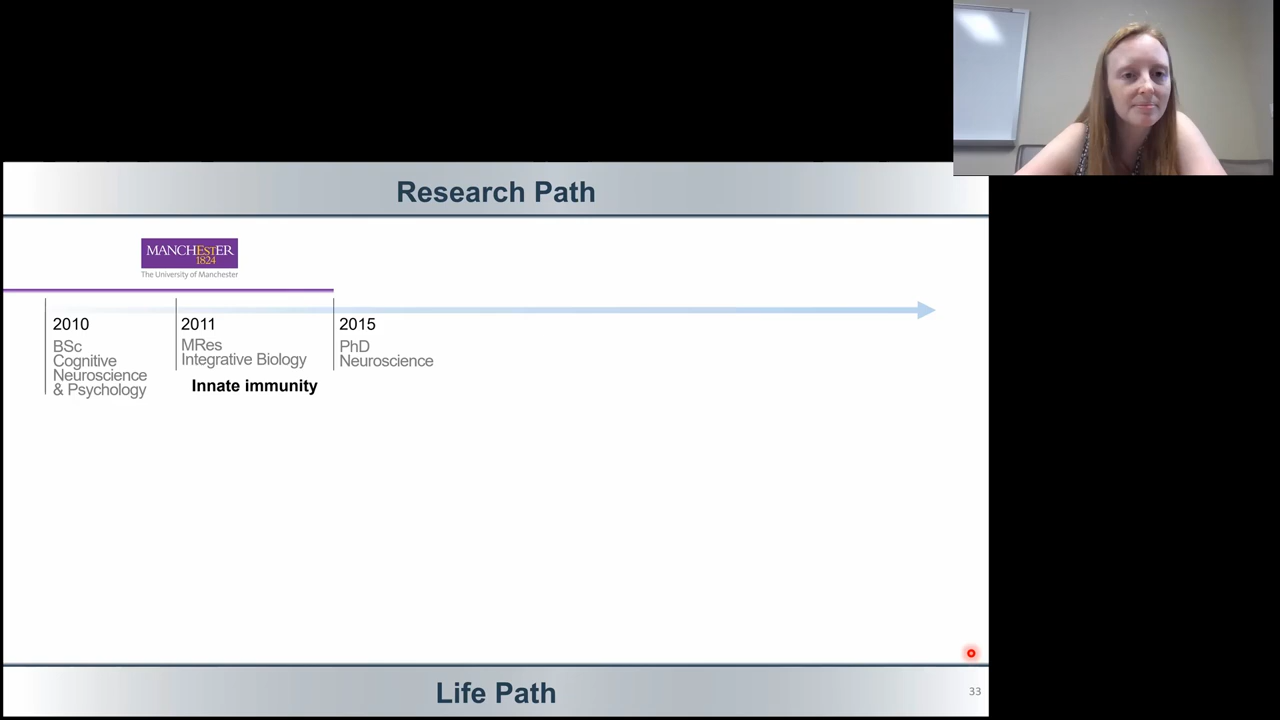 Research Path
MANCHESTER
1824
The University of Manchester
2010
BSc
Cognitive
Neuroscience
& Psychology
2011
MRes
Integrative Biology
Innate immunity
2015
PhD
Neuroscience
Life Path
33